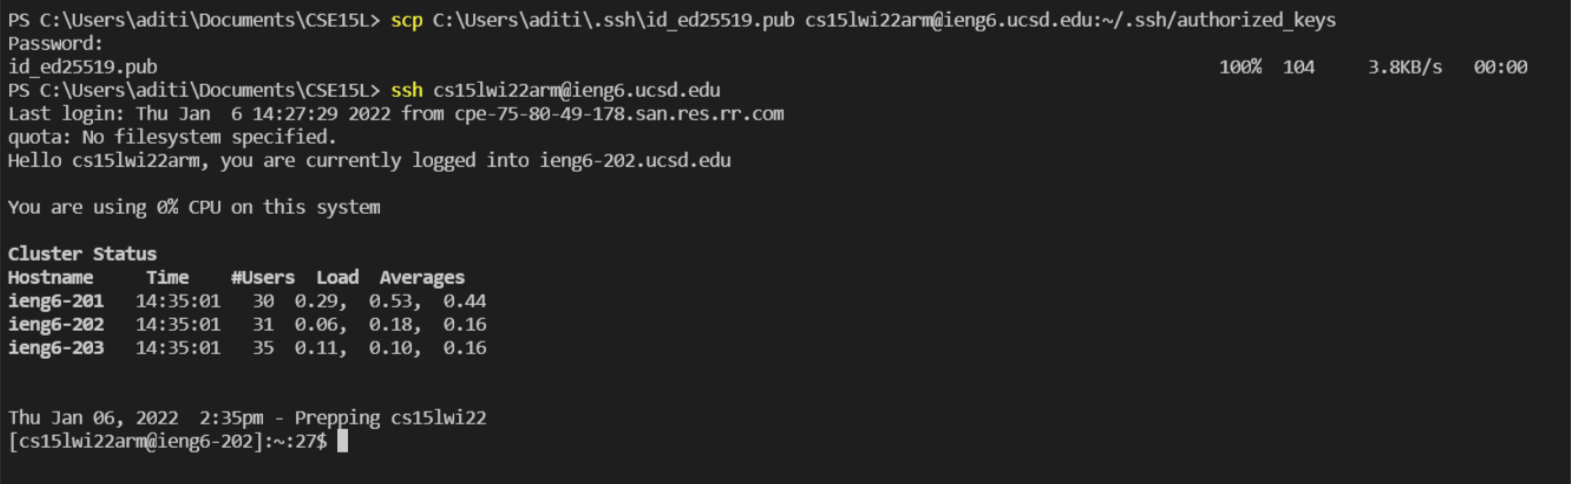 PS C:\Users\aditi\Documents\CSE15L> scp C:\Users\aditi\.ssh\id_ed25519.pub cs15lwi22arm@ieng6.ucsd.edu:~/.ssh/authorized_keys
Password:
id_ed25519.pub 100% 104 3.8KB/s 00:00
PS C:\Users\aditi\Documents\CSE15L> ssh cs15lwi22arm@ieng6.ucsd.edu
Last login: Thu Jan  6 14:27:29 2022 from cpe-75-80-49-178.san.res.rr.com
quota: No filesystem specified.
Hello cs15lwi22arm, you are currently logged into ieng6-202.ucsd.edu
You are using 0% CPU on this system
Cluster Status
Hostname     Time    #Users  Load  Averages
ieng6-201   14:35:01   30  0.29,  0.53,  0.44
ieng6-202   14:35:01   31  0.06,  0.18,  0.16
ieng6-203   14:35:01   35  0.11,  0.10,  0.16
Thu Jan 06, 2022  2:35pm - Prepping cs15lwi22
[cs15lwi22arm@ieng6-202]:~:27$